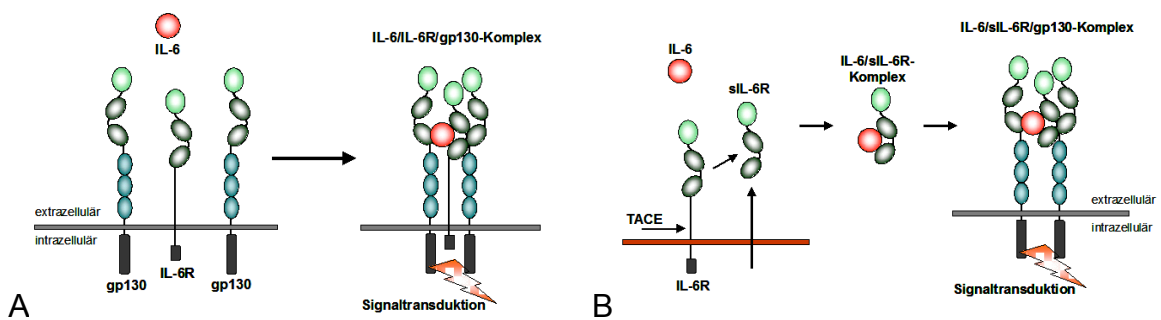 IL-6
IL-6/IL-6R/gp130-Komplex
extrazellulär
intrazellulär
gp130
IL-6R
gp130
Signaltransduktion
A
IL-6
sIL-6R
IL-6/sIL-6R-
Komplex
IL-6/sIL-6R/gp130-Komplex
TACE
IL-6R
extrazellulär
intrazellulär
Signaltransduktion
B